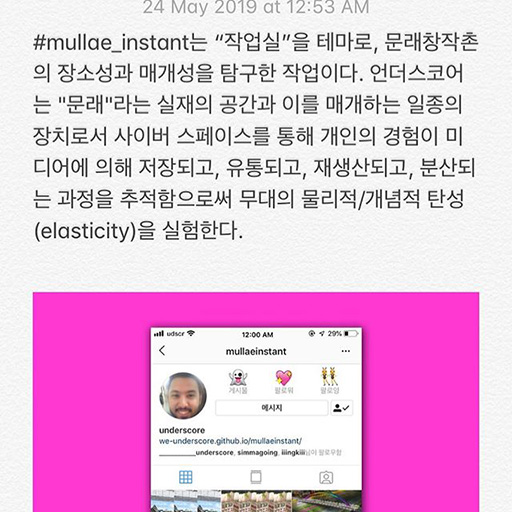 24 May 2019 at 12:53 AM
#mullae_instant는 “작업실”을 테마로, 문래창작촌
의 장소성과 매개성을 탐구한 작업이다. 언더스코어
는 "문래"라는 실재의 공간과 이를 매개하는 일종의
장치로서 사이버 스페이스를 통해 개인의 경험이 미
디어에 의해 저장되고, 유통되고, 재생산되고, 분산되
는 과정을 추적함으로써 무대의 물리적/개념적 탄성
(elasticity)을 실험한다.
udscr 12:00 AM 29%
mullaeinstant
게시물 팔로워 팔로잉
메시지
underscore
we-underscore.github.io/mullaeinstant/
_________underscore, simmagoing, iiingkiii님이 팔로우함